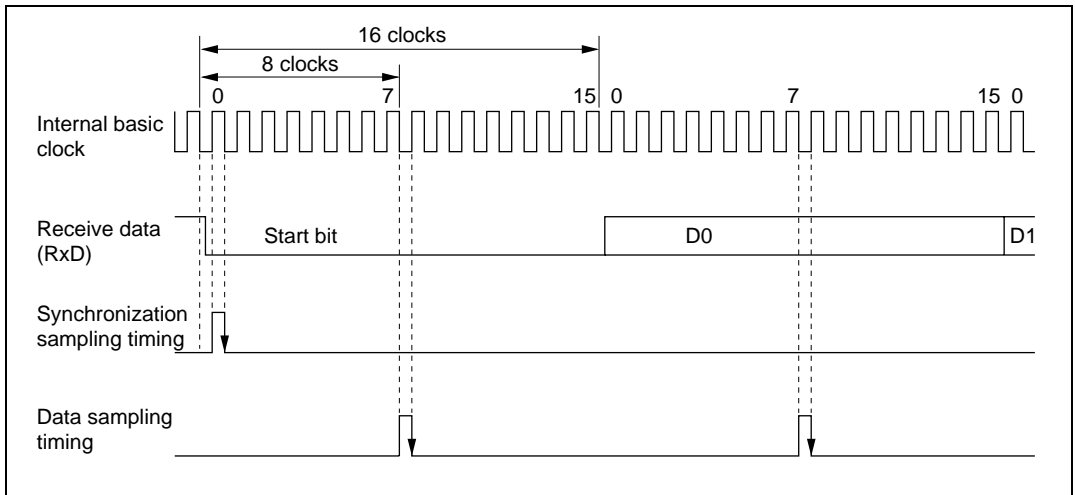 16 clocks
8 clocks
0 7 15 0 7 15 0
Internal basic
clock
Receive data
(RxD)
Start bit D0 D1
Synchronization
sampling timing
Data sampling
timing